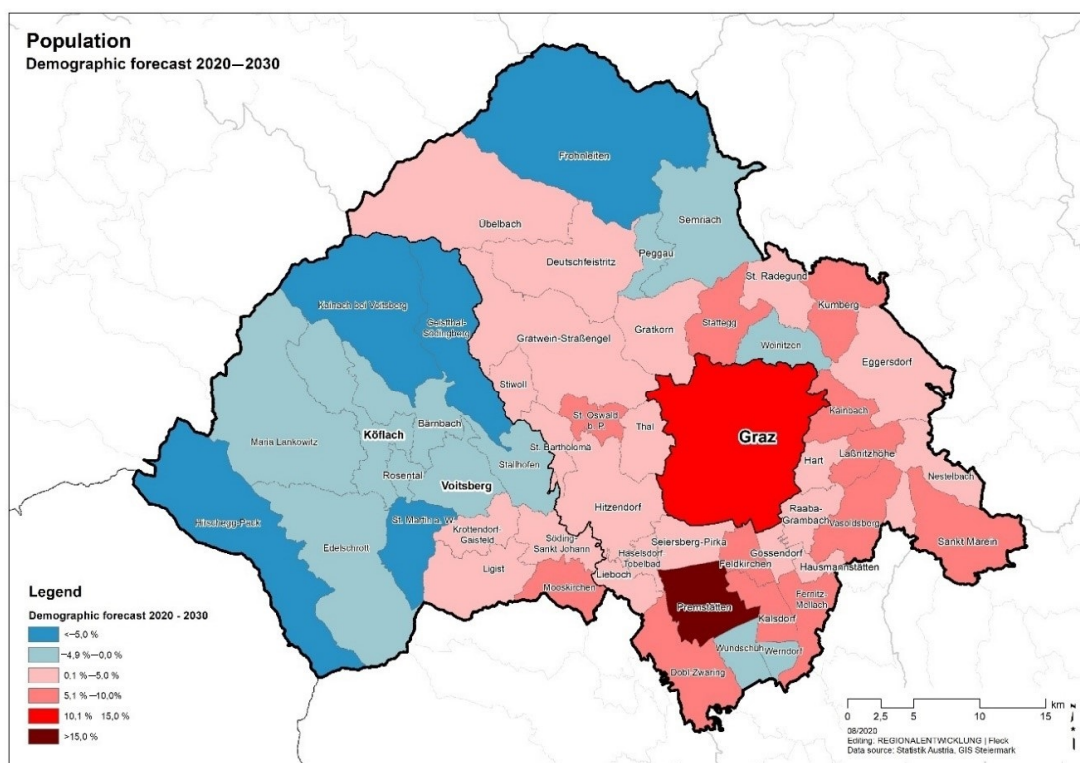 Population
Demographic forecast 2020—2030
Frohnleiten
Übelbach
Semriach
Peggau
Deutschfeistritz
St. Radegund
Kainach bei Voitsberg
Kumberg
Geistthal-
Södingberg
Stattegg
Gratkorn
Gratwein-Straßengel
Weinitzen
Eggersdorf
Stiwoll
Kainbach
St. Oswald
b. P.
Bärnbach
Thal
Köflach
Graz
Maria Lankowitz
St. Bartholomä
Laßnitzhöhe
Hart
Stallhofen
Rosental
Nestelbach
Voitsberg
Hitzendorf
Raaba-
Grambach
Vasoldsberg
Hirschegg-Pack
St. Martin a. W.
Krottendorf-
Gaisfeld
Söding-
Sankt Johann
Seiersberg-Pirka
Sankt Marein
Edelschrott
Haselsdorf
Tobelbad
Gössendorf
Feldkirchen
Hausmannstätten
Ligist
Lieboch
Mooskirchen
Fernitz-
Mellach
Premstätten
Kalsdorf
Wundschuh
Werndorf
Dobl-Zwaring
Legend
Demographic forecast 2020 - 2030
<–5,0 %
–4,9 %—0,0 %
0,1 %—5,0 %
5,1 %—10,0%
10,1 % 15,0 %
>15,0 %
km
0 2,5 5 10 15
08/2020
Editing: REGIONALENTWICKLUNG | Fleck
Data source: Statistik Austria, GIS Steiermark